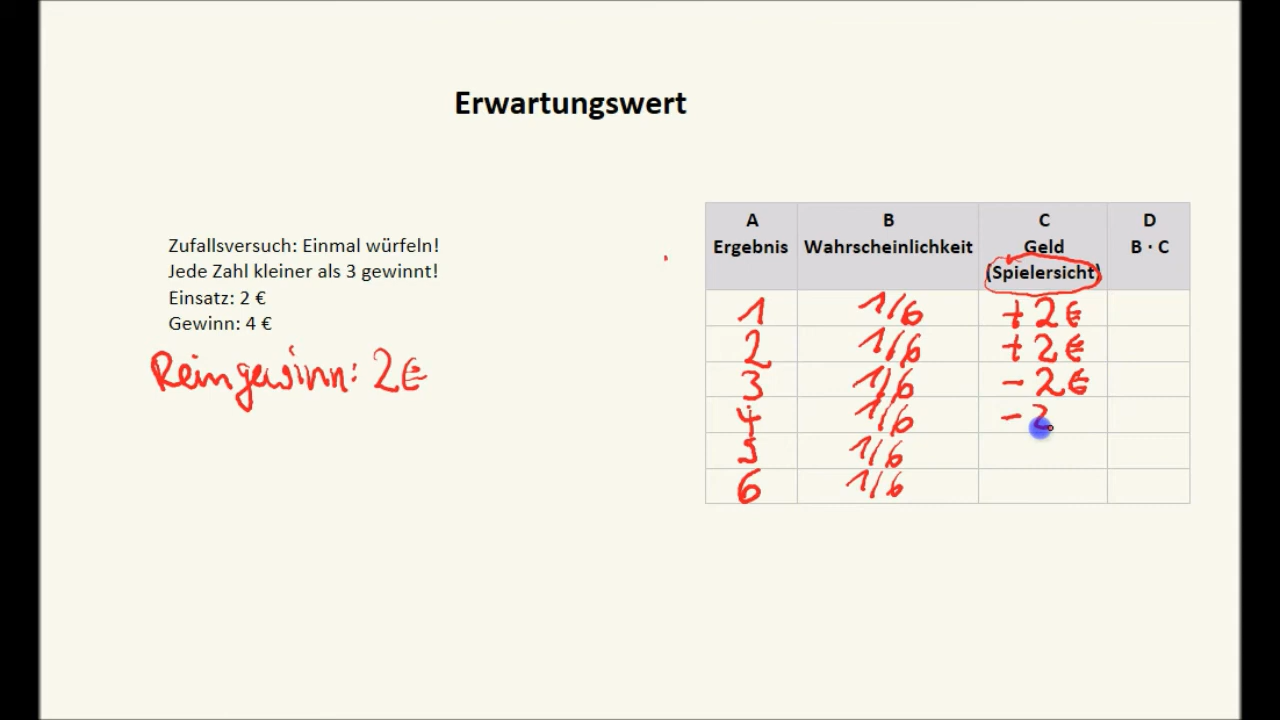 Erwartungswert
Zufallsversuch: Einmal würfeln!
Jede Zahl kleiner als 3 gewinnt!
Einsatz: 2 €
Gewinn: 4 €
Reingewinn: 2€
A B C D
Ergebnis Wahrscheinlichkeit Geld B · C
(Spielersicht)
1 1/6 +2€
2 1/6 +2€
3 1/6 -2€
4 1/6 -2
5 1/6
6 1/6